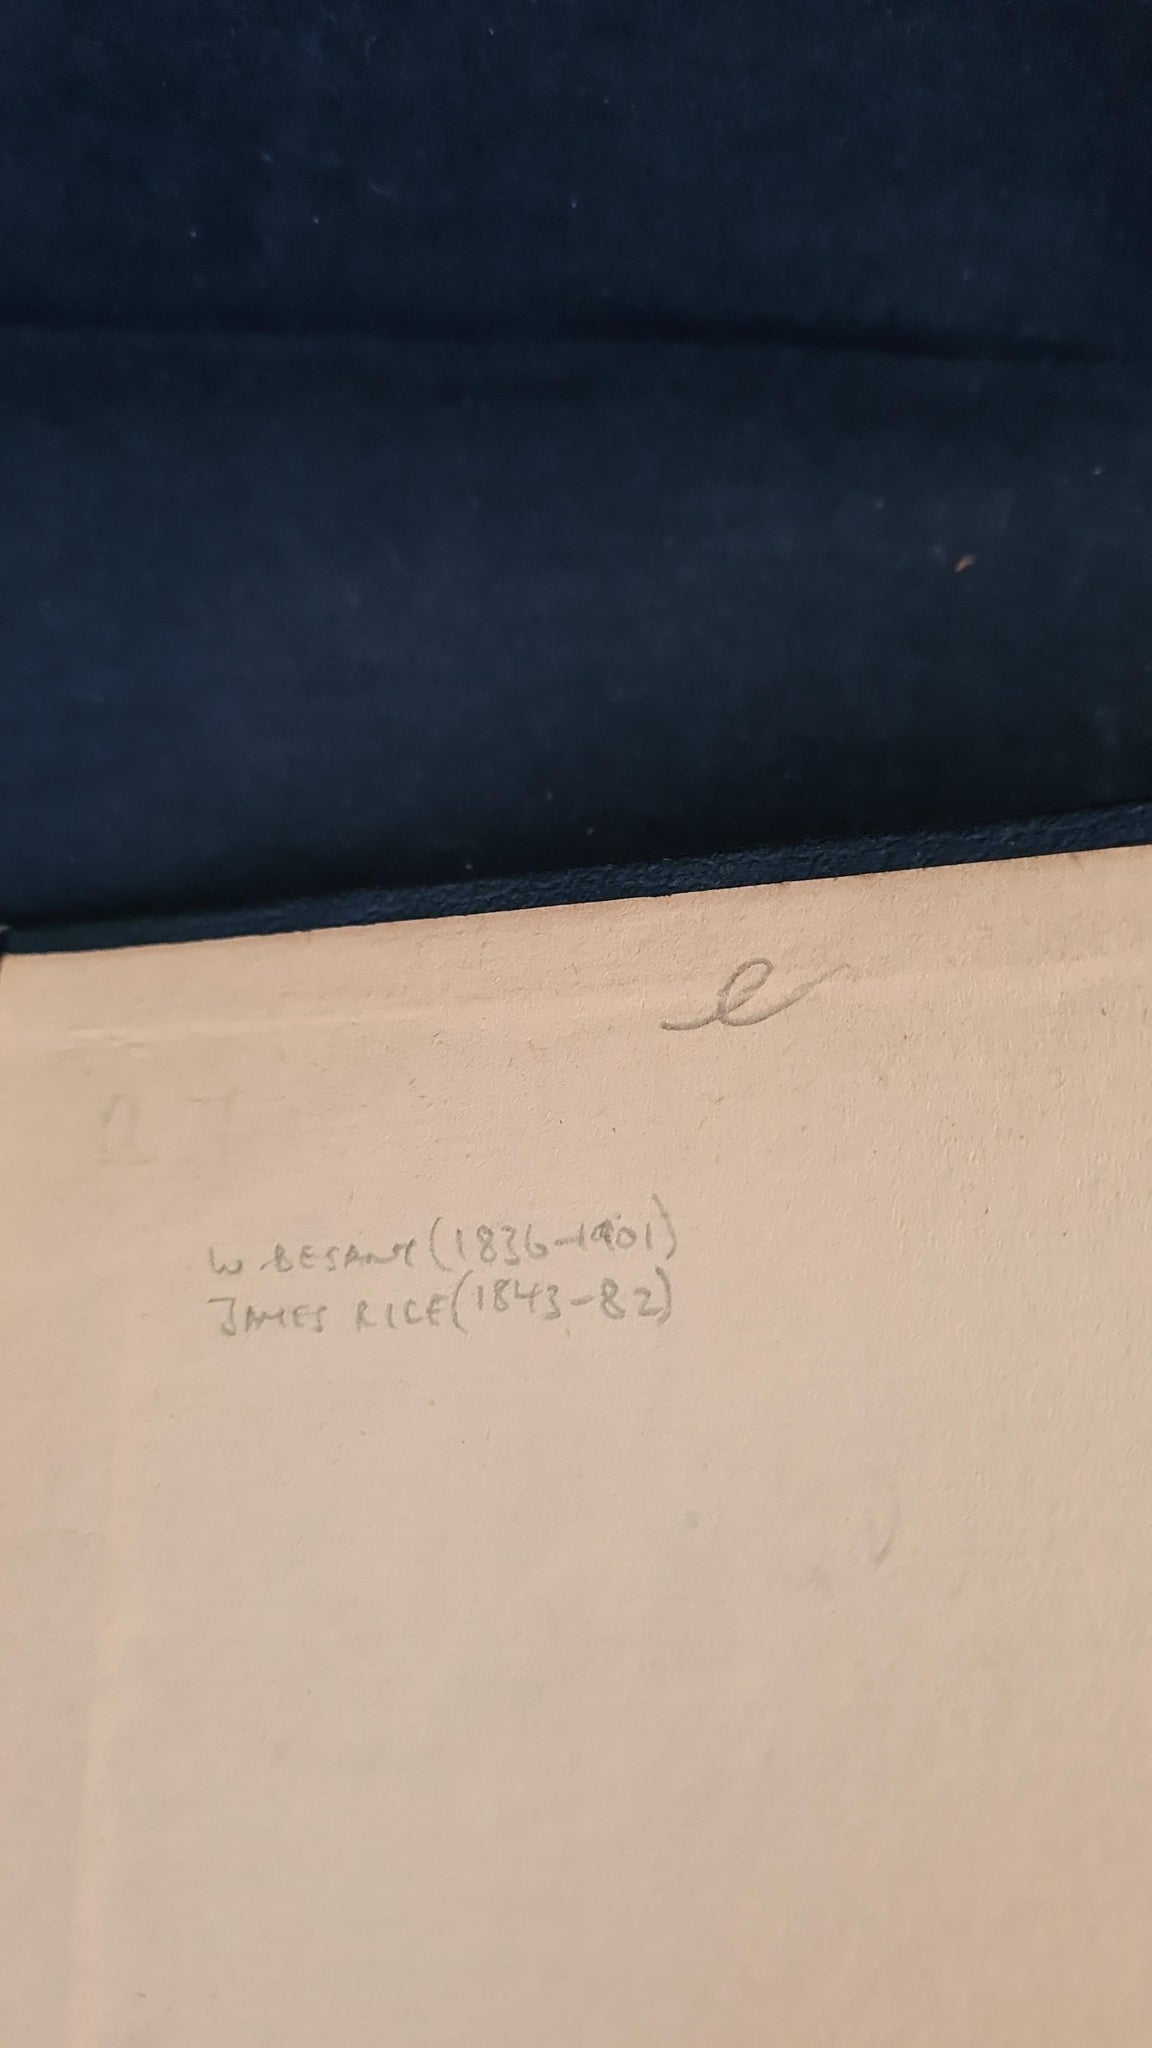 e
W BESANT (1836-1901)
JAMES RICE (1843-82)